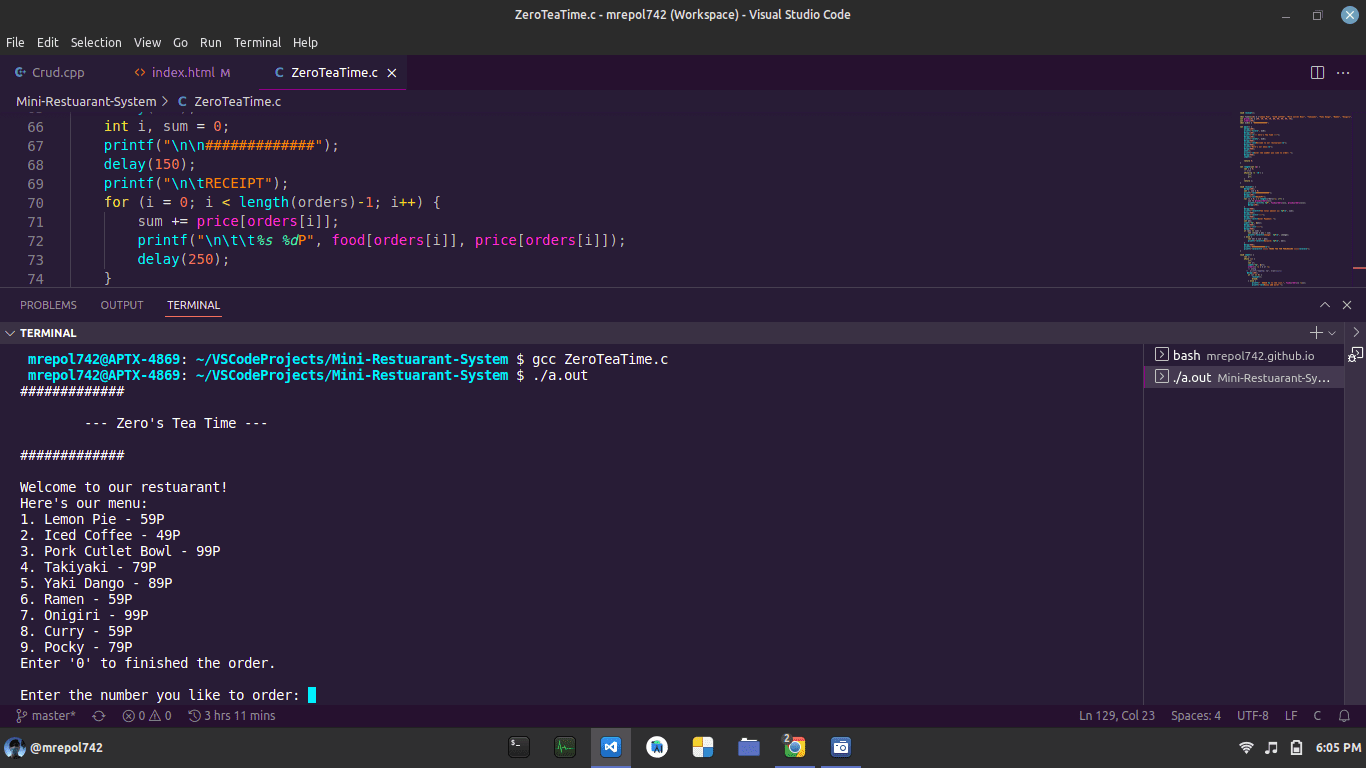 ZeroTeaTime.c - mrepol742 (Workspace) - Visual Studio Code
File Edit Selection View Go Run Terminal Help
Crud.cpp index.html M ZeroTeaTime.c
Mini-Restuarant-System > C ZeroTeaTime.c
66 int i, sum = 0;
67 printf("\n\n#############");
68 delay(150);
69 printf("\n\tRECEIPT");
70 for (i = 0; i < length(orders)-1; i++) {
71 sum += price[orders[i]];
72 printf("\n\t\t%s %dP", food[orders[i]], price[orders[i]]);
73 delay(250);
74 }
PROBLEMS OUTPUT TERMINAL
TERMINAL
mrepol742@APTX-4869: ~/VSCodeProjects/Mini-Restuarant-System $ gcc ZeroTeaTime.c
mrepol742@APTX-4869: ~/VSCodeProjects/Mini-Restuarant-System $ ./a.out
#############
--- Zero's Tea Time ---
#############
Welcome to our restuarant!
Here's our menu:
1. Lemon Pie - 59P
2. Iced Coffee - 49P
3. Pork Cutlet Bowl - 99P
4. Takiyaki - 79P
5. Yaki Dango - 89P
6. Ramen - 59P
7. Onigiri - 99P
8. Curry - 59P
9. Pocky - 79P
Enter '0' to finished the order.
Enter the number you like to order:
bash mrepol742.github.io
./a.out Mini-Restuarant-Sy...
master* 0 0 3 hrs 11 mins Ln 129, Col 23 Spaces: 4 UTF-8 LF C
@mrepol742 2 6:05 PM